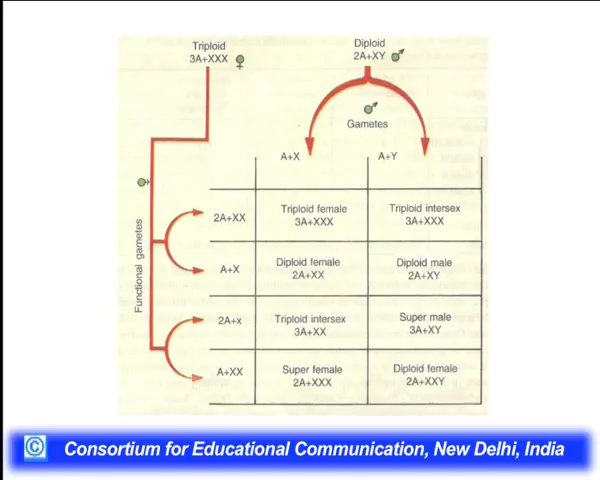 Triploid
3A+XXX
Diploid
2A+XY
Gametes
A+X
A+Y
Functional gametes
2A+XX
Triploid female
3A+XXX
Triploid intersex
3A+XXX
A+X
Diploid female
2A+XX
Diploid male
2A+XY
2A+x
Triploid intersex
3A+XX
Super male
3A+XY
A+XX
Super female
2A+XXX
Diploid female
2A+XXY
© Consortium for Educational Communication, New Delhi, India